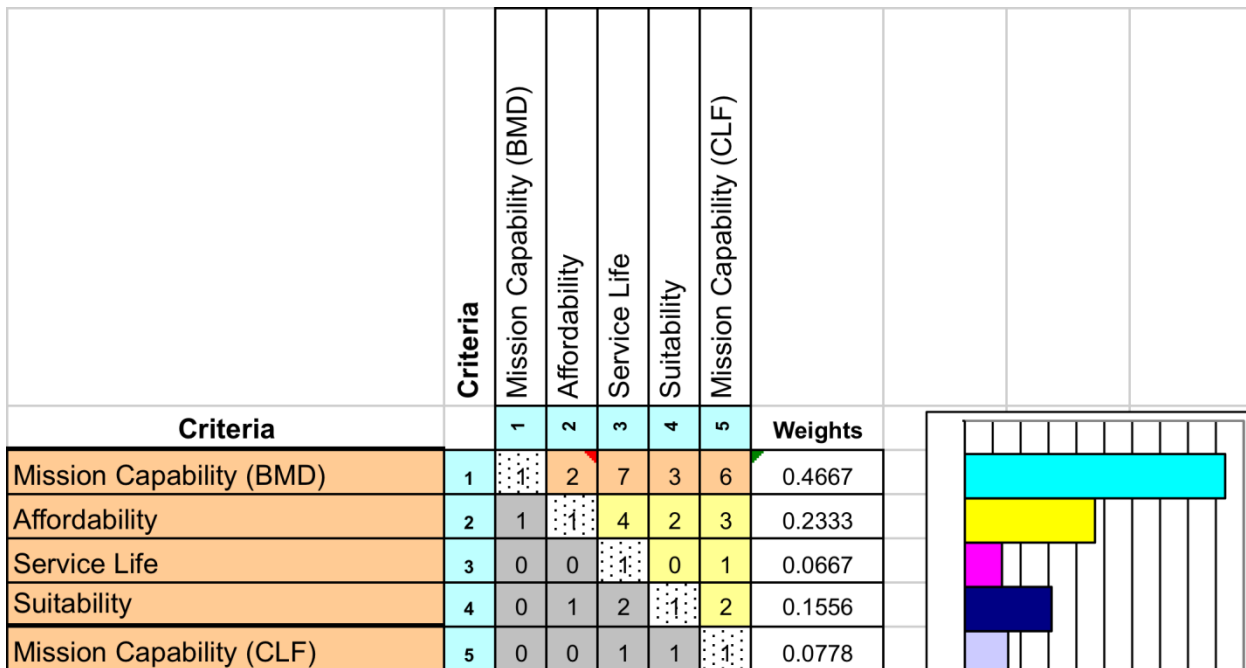 Criteria
Mission Capability (BMD)
Affordability
Service Life
Suitability
Mission Capability (CLF)
Criteria 1 2 3 4 5 Weights
Mission Capability (BMD) 1 1 2 7 3 6 0.4667
Affordability 2 1 1 4 2 3 0.2333
Service Life 3 0 0 1 0 1 0.0667
Suitability 4 0 1 2 1 2 0.1556
Mission Capability (CLF) 5 0 0 1 1 1 0.0778